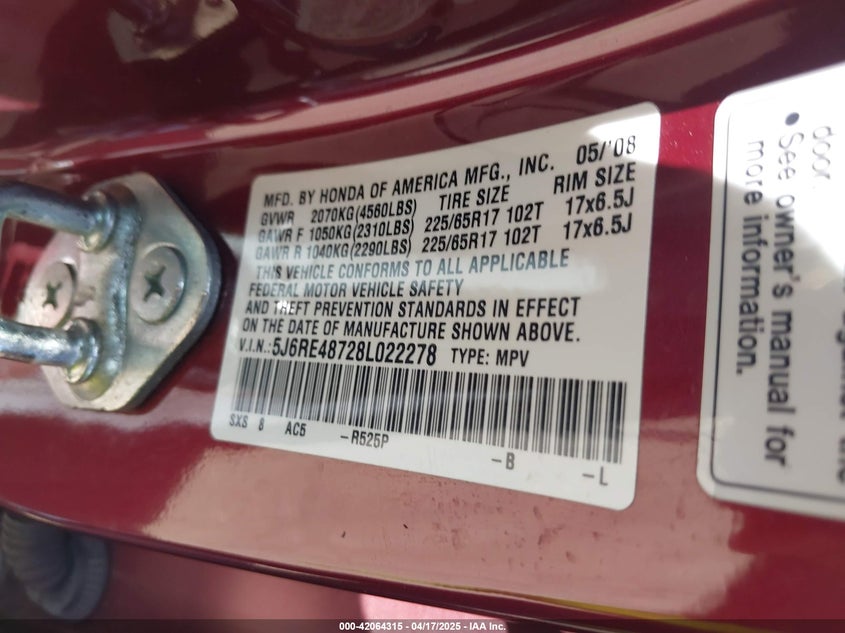 MFD. BY HONDA OF AMERICA MFG., INC. 05/'08
GVWR 2070KG(4560LBS) TIRE SIZE RIM SIZE
GAWR F 1050KG(2310LBS) 225/65R17 102T 17x6.5J
GAWR R 1040KG(2290LBS) 225/65R17 102T 17x6.5J
THIS VEHICLE CONFORMS TO ALL APPLICABLE
FEDERAL MOTOR VEHICLE SAFETY
AND THEFT PREVENTION STANDARDS IN EFFECT
ON THE DATE OF MANUFACTURE SHOWN ABOVE.
V.I.N.: 5J6RE48728L022278 TYPE: MPV
SXS 8 AC5 -R525P -B -L
door.
• See owner's manual for
more information.
000-42064315 - 04/17/2025 - IAA Inc.